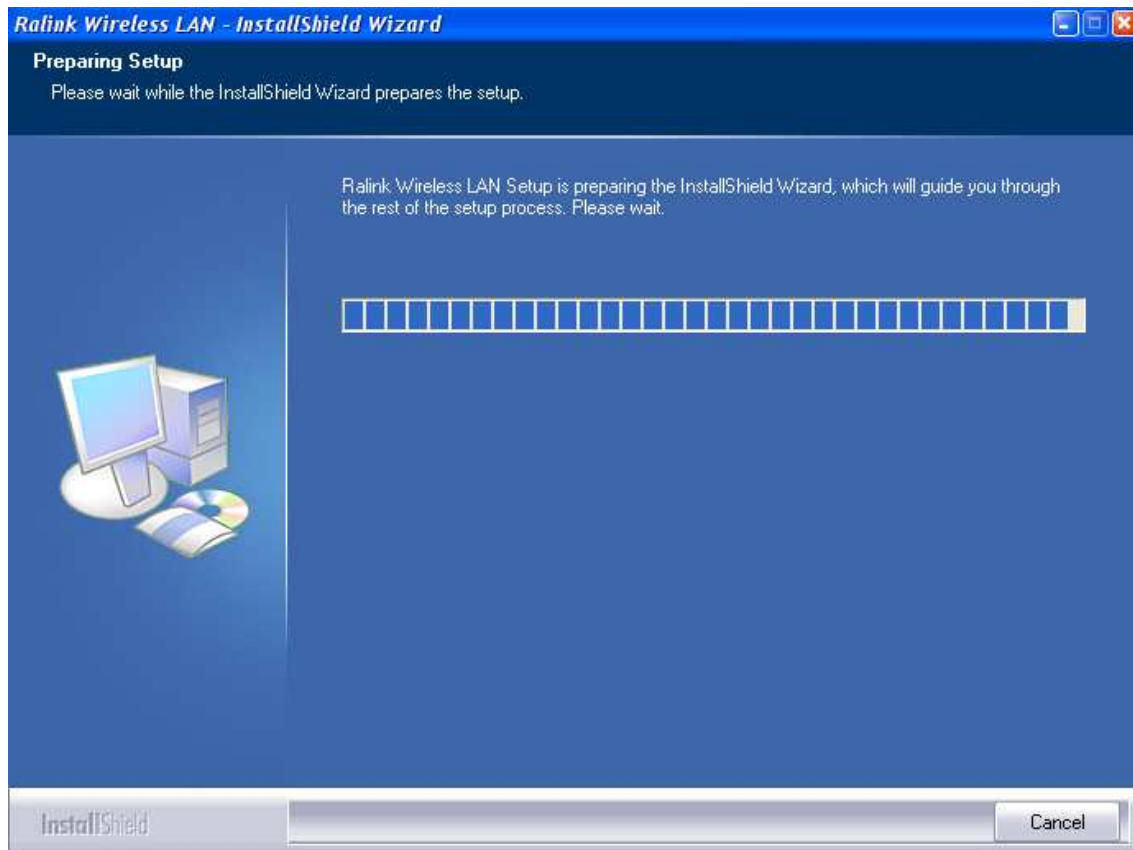 Ralink Wireless LAN - InstallShield Wizard
Preparing Setup
Please wait while the InstallShield Wizard prepares the setup.
Ralink Wireless LAN Setup is preparing the InstallShield Wizard, which will guide you through
the rest of the setup process. Please wait.
InstallShield
Cancel